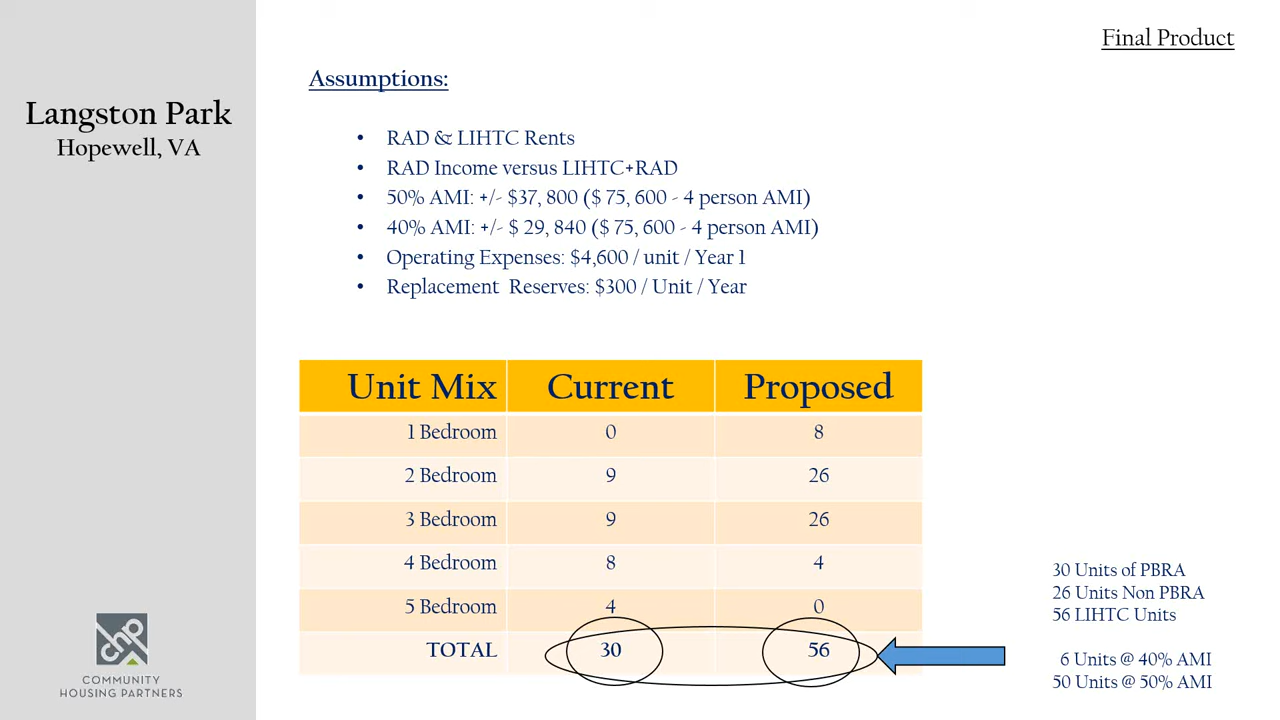 Final Product
Langston Park
Hopewell, VA
Assumptions:
• RAD & LIHTC Rents
• RAD Income versus LIHTC+RAD
• 50% AMI: +/- $37, 800 ($ 75, 600 - 4 person AMI)
• 40% AMI: +/- $ 29, 840 ($ 75, 600 - 4 person AMI)
• Operating Expenses: $4,600 / unit / Year 1
• Replacement Reserves: $300 / Unit / Year
Unit Mix Current Proposed
1 Bedroom 0 8
2 Bedroom 9 26
3 Bedroom 9 26
4 Bedroom 8 4
5 Bedroom 4 0
TOTAL 30 56
30 Units of PBRA
26 Units Non PBRA
56 LIHTC Units
6 Units @ 40% AMI
50 Units @ 50% AMI
chp
COMMUNITY
HOUSING PARTNERS